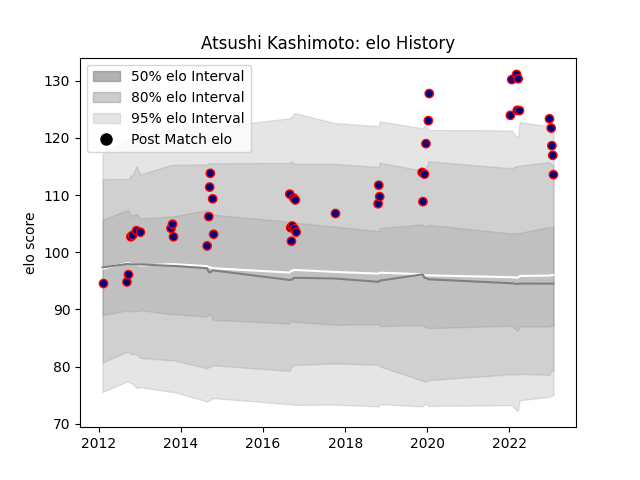 Atsushi Kashimoto: elo History
50% elo Interval
80% elo Interval
95% elo Interval
Post Match elo
elo score
130
120
110
100
90
80
70
2012 2014 2016 2018 2020 2022